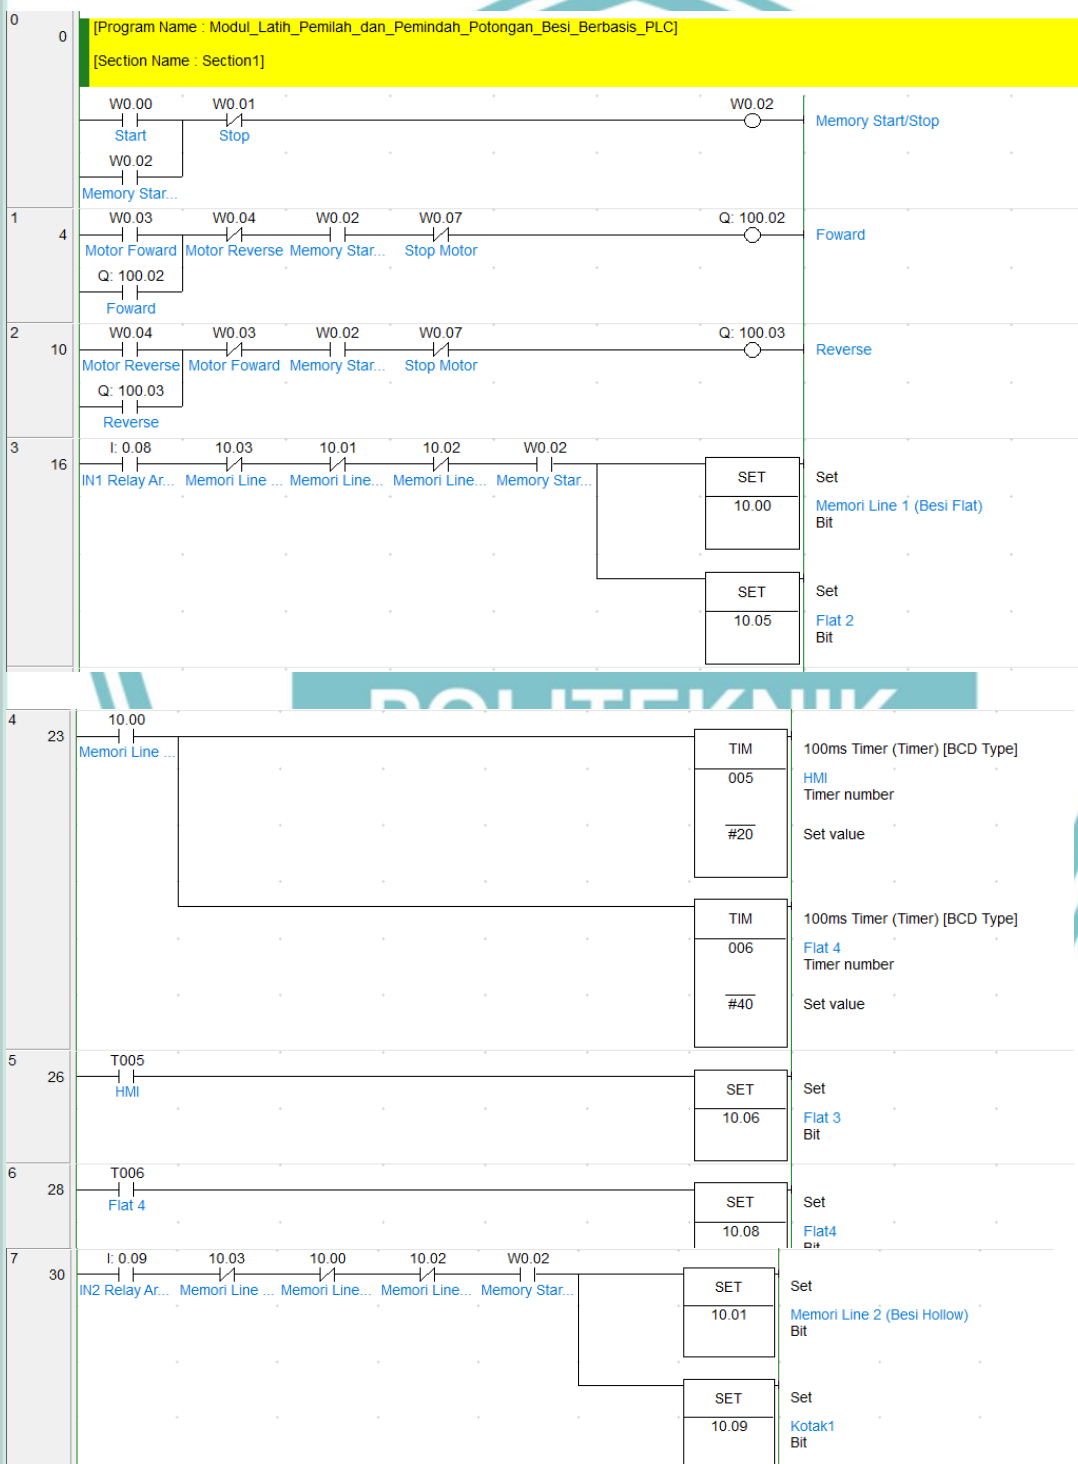 0
0
[Program Name : Modul_Latih_Pemilah_dan_Pemindah_Potongan_Besi_Berbasis_PLC]
[Section Name : Section1]
W0.00 W0.01 W0.02
Start Stop Memory Start/Stop
W0.02
Memory Star...
1
4
W0.03 W0.04 W0.02 W0.07 Q: 100.02
Motor Foward Motor Reverse Memory Star... Stop Motor Foward
Q: 100.02
Foward
2
10
W0.04 W0.03 W0.02 W0.07 Q: 100.03
Motor Reverse Motor Foward Memory Star... Stop Motor Reverse
Q: 100.03
Reverse
3
16
I: 0.08 10.03 10.01 10.02 W0.02
IN1 Relay Ar... Memori Line ... Memori Line... Memori Line... Memory Star...
SET Set
10.00 Memori Line 1 (Besi Flat)
Bit
SET Set
10.05 Flat 2
Bit
POLITEKNIK
4
23
10.00
Memori Line ...
TIM 100ms Timer (Timer) [BCD Type]
005 HMI
Timer number
#20 Set value
TIM 100ms Timer (Timer) [BCD Type]
006 Flat 4
Timer number
#40 Set value
5
26
T005
HMI
SET Set
10.06 Flat 3
Bit
6
28
T006
Flat 4
SET Set
10.08 Flat4
Bit
7
30
I: 0.09 10.03 10.00 10.02 W0.02
IN2 Relay Ar... Memori Line ... Memori Line... Memori Line... Memory Star...
SET Set
10.01 Memori Line 2 (Besi Hollow)
Bit
SET Set
10.09 Kotak1
Bit